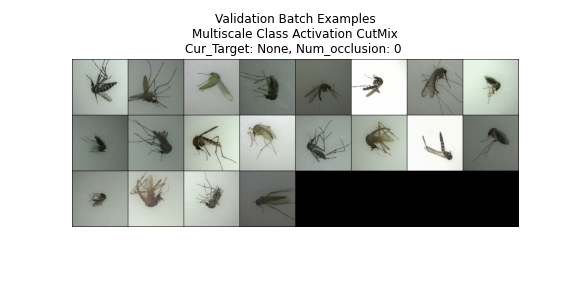 Validation Batch Examples
Multiscale Class Activation CutMix
Cur_Target: None, Num_occlusion: 0